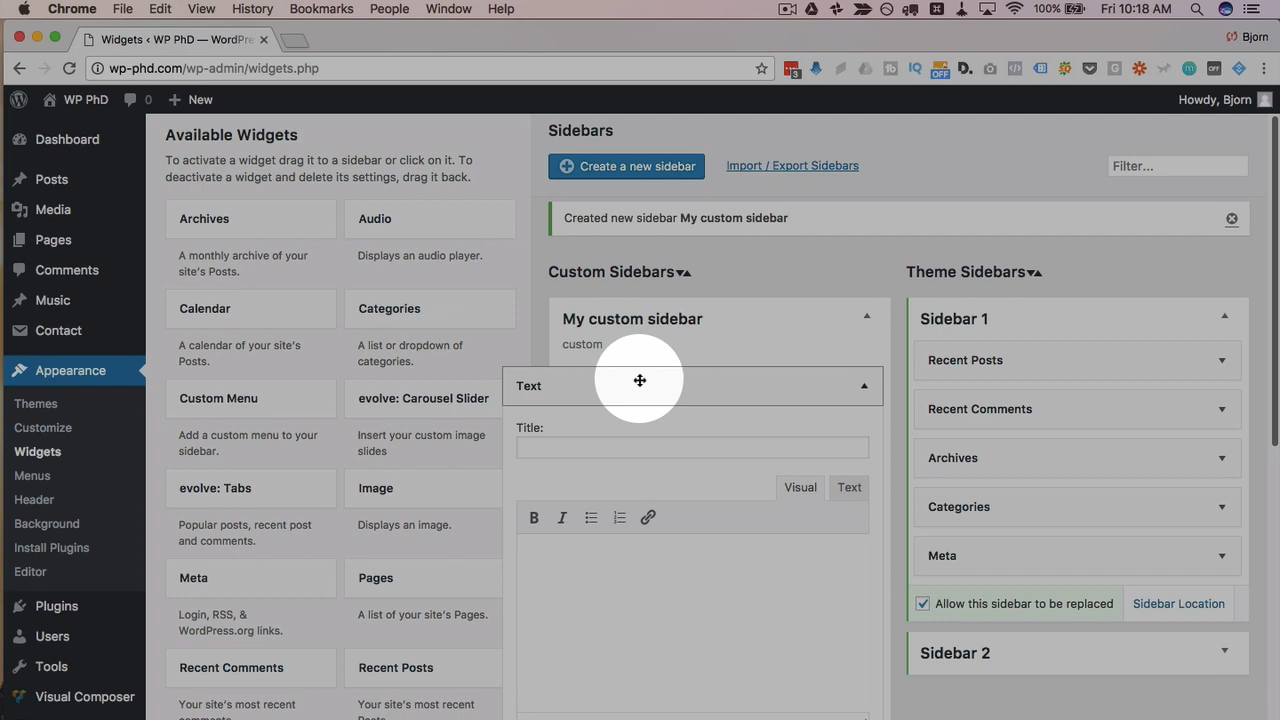 Chrome File Edit View History Bookmarks People Window Help 100% Fri 10:18 AM
Widgets ‹ WP PhD — WordPre
Bjorn
wp-phd.com/wp-admin/widgets.php
3
OFF
D.
WP PhD 0 New
Howdy, Bjorn
Dashboard
Posts
Media
Pages
Comments
Music
Contact
Appearance
Themes
Customize
Widgets
Menus
Header
Background
Install Plugins
Editor
Plugins
Users
Tools
Visual Composer
Available Widgets
To activate a widget drag it to a sidebar or click on it. To
deactivate a widget and delete its settings, drag it back.
Archives
A monthly archive of your
site's Posts.
Audio
Displays an audio player.
Calendar
A calendar of your site's
Posts.
Categories
A list or dropdown of
categories.
Custom Menu
Add a custom menu to your
sidebar.
evolve: Carousel Slider
Insert your custom image
slides
evolve: Tabs
Popular posts, recent post
and comments.
Image
Displays an image.
Meta
Login, RSS, &
WordPress.org links.
Pages
A list of your site's Pages.
Recent Comments
Your site's most recent
Recent Posts
Your site's most recent
Sidebars
Create a new sidebar
Import / Export Sidebars
Filter...
Created new sidebar My custom sidebar
Custom Sidebars
My custom sidebar
custom
Text
Title:
Visual Text
B I
Theme Sidebars
Sidebar 1
Recent Posts
Recent Comments
Archives
Categories
Meta
Allow this sidebar to be replaced
Sidebar Location
Sidebar 2